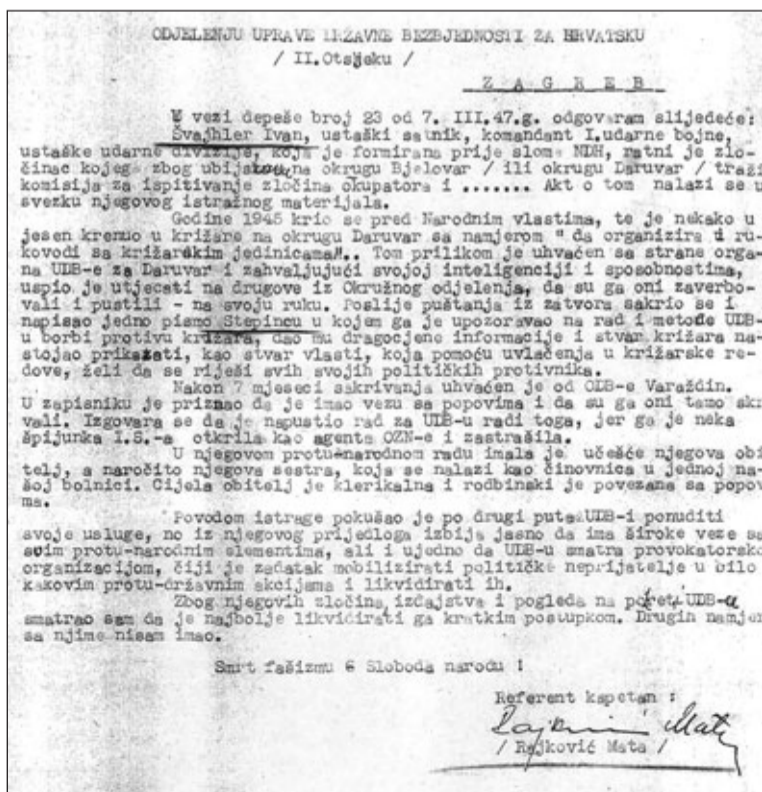 ODJELENJU UPRAVE DRŽAVNE BEZBJEDNOSTI ZA HRVATSKU
/ II.Otsjeku /
Z A G R E B
U vezi depeše broj 23 od 7. III.47.g. odgovaram slijedeće:
Švajhler Ivan, ustaški satnik, komandant I.udarne bojne,
ustaške udarne divizije, koja je formirana prije sloma NDH, ratni je zlo-
činac kojega zbog ubijstava na okrugu Bjelovar / ili okrugu Daruvar / traži
komisija za ispitivanje zločina okupatora i ....... Akt o tom nalazi se u
svezku njegovog istražnog materijala.
Godine 1945 krio se pred Narodnim vlastima, te je nekako u
jesen krenuo u križare na okrugu Daruvar sa namjerom " da organizira i ru-
kovodi sa križarskim jedinicama".. Tom prilikom je uhvaćen sa strane orga-
na UDB-e za Daruvar i zahvaljujući svojoj inteligenciji i sposobnostima,
uspio je utjecati na drugove iz Okružnog odjelenja, da su ga oni zaverbo-
vali i pustili - na svoju ruku. Poslije puštanja iz zatvora sakrio se i
napisao jedno pismo Stepincu u kojem ga je upozoravao na rad i metode UDB-
u borbi protivu križara, dao mu dragocjene informacije i stvar križara na-
stojao prikazati, kao stvar vlasti, koja pomoću uvlačenja u križarske re-
dove, želi da se riješi svih svojih političkih protivnika.
Nakon 7 mjeseci sakrivanja uhvaćen je od ODB-e Varaždin.
U zapisniku je priznao da je imao vezu sa popovima i da su ga oni tamo skr
vali. Izgovara se da je napustio rad za UDB-u radi toga, jer ga je neka
špijunka I.S.-a otkrila kao agenta OZN-e i zastrašila.
U njegovom protu-narodnom radu imala je učešće njegova obi
telj, a naročito njegova sestra, koja se nalazi kao činovnica u jednoj na-
šoj bolnici. Cijela obitelj je klerikalna i rodbinski je povezana sa popov
ma.
Povodom istrage pokušao je po drugi puta UDB-i ponuditi
svoje usluge, no iz njegovog prijedloga izbija jasno da ima široke veze sa
svim protu-narodnim elementima, ali i ujedno da UDB-u smatra provokatorsko
organizacijom, čiji je zadatak mobilizirati političke neprijatelje u bilo
kakovim protu-državnim akcijama i likvidirati ih.
Zbog njegovih zločina, izdajstva i pogleda na UDB-u
smatrao sam da je najbolje likvidirati ga kratkim postupkom. Drugih namjer
sa njime nisam imao.
Smrt fašizmu Sloboda narodu !
Referent kapetan :
Rajković Mata
/ Rajković Mata /